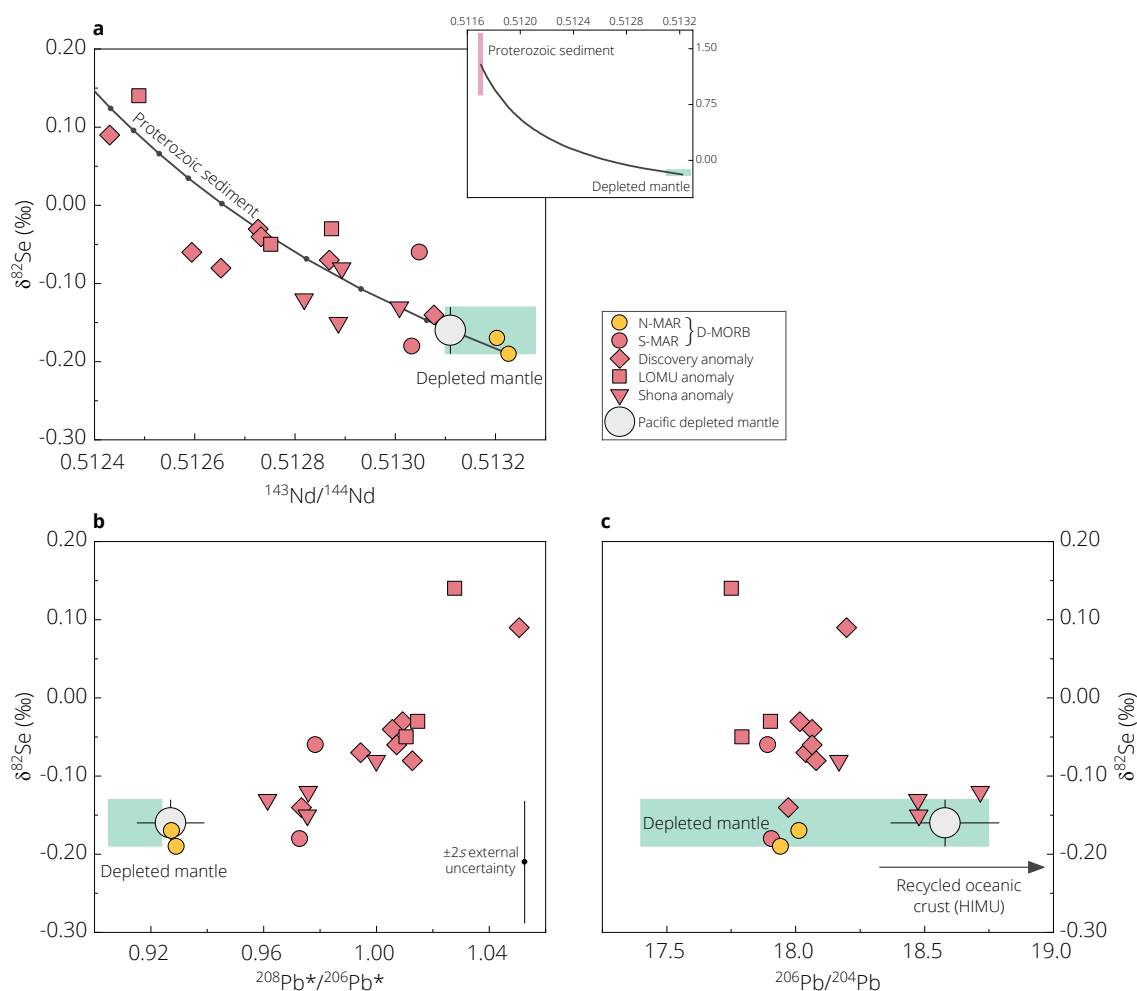 a
0.20
0.10
0.00
-0.10
-0.20
-0.30
δ82Se (‰)
0.5124
0.5126
0.5128
0.5130
0.5132
143Nd/144Nd
Proterozoic sediment
Depleted mantle
0.5116
0.5120
0.5124
0.5128
0.5132
1.50
0.75
0.00
Proterozoic sediment
Depleted mantle
N-MAR
S-MAR
D-MORB
Discovery anomaly
LOMU anomaly
Shona anomaly
Pacific depleted mantle
b
0.20
0.10
0.00
-0.10
-0.20
-0.30
δ82Se (‰)
0.92
0.96
1.00
1.04
208Pb*/206Pb*
Depleted mantle
±2s external
uncertainty
c
0.20
0.10
0.00
-0.10
-0.20
-0.30
δ82Se (‰)
17.5
18.0
18.5
19.0
206Pb/204Pb
Depleted mantle
Recycled oceanic
crust (HIMU)